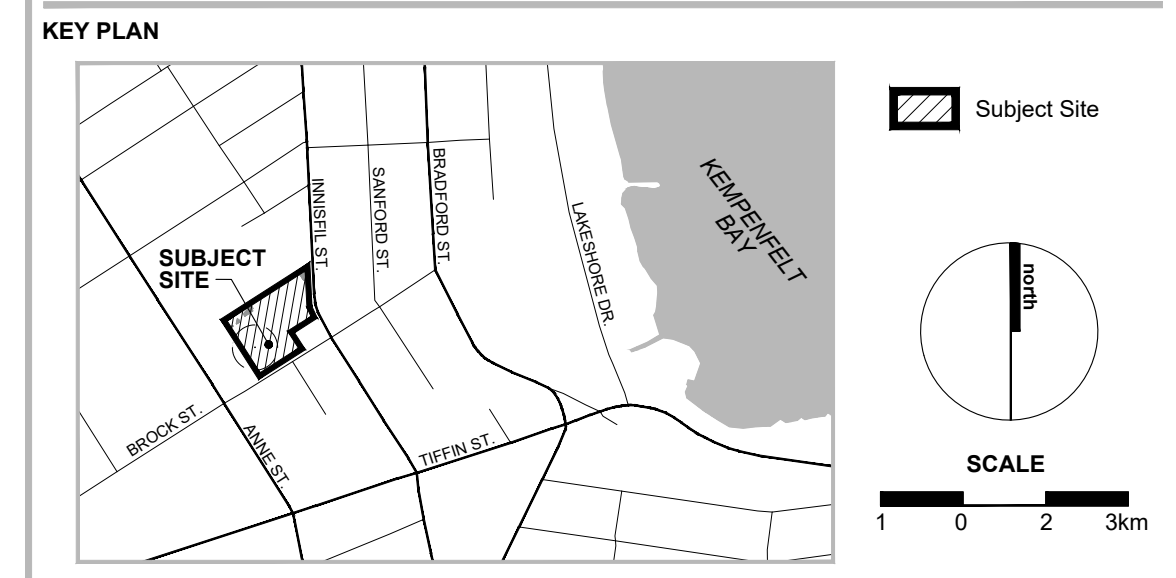 KEY PLAN
Subject Site
INNISFIL ST.
SANFORD ST.
BRADFORD ST.
LAKESHORE DR.
KEMPENFELT
BAY
SUBJECT
SITE
BROCK ST.
ANNE ST.
TIFFIN ST.
north
SCALE
1 0 2 3km